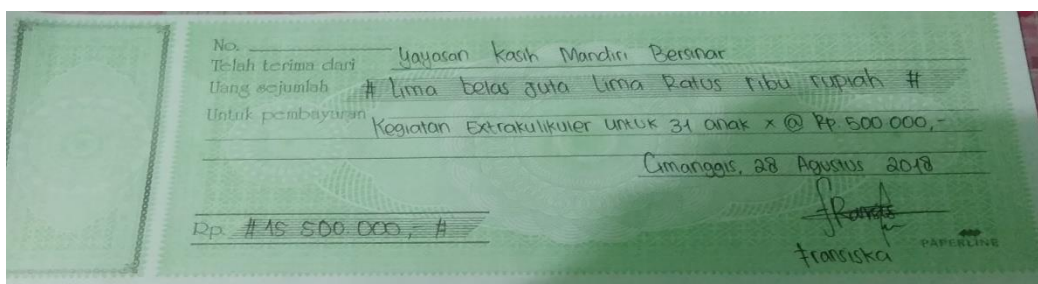 No.
Telah terima dari Yayasan Kasih Mandiri Bersinar
Uang sejumlah # Lima belas Juta Lima Ratus ribu rupiah #
Untuk pembayaran Kegiatan Extrakulikuler untuk 31 anak x @ Rp. 500 000,-
Cimanggis, 28 Agustus 2018
Rp. # 15 500 000,- #
Fransiska
PAPERLINE